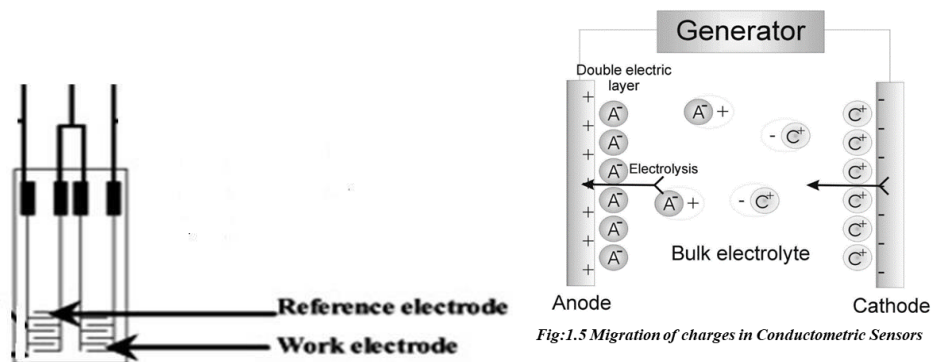 Reference electrode
Work electrode
Generator
Double electric
layer
+ A⁻ A⁻ + C⁺ -
+ A⁻ - C⁺ C⁺ -
+ A⁻ Electrolysis C⁺
+ A⁻ A⁻ + - C⁺ C⁺ -
+ A⁻ C⁺ -
+ A⁻ Bulk electrolyte C⁺ -
Anode
Cathode
Fig:1.5 Migration of charges in Conductometric Sensors